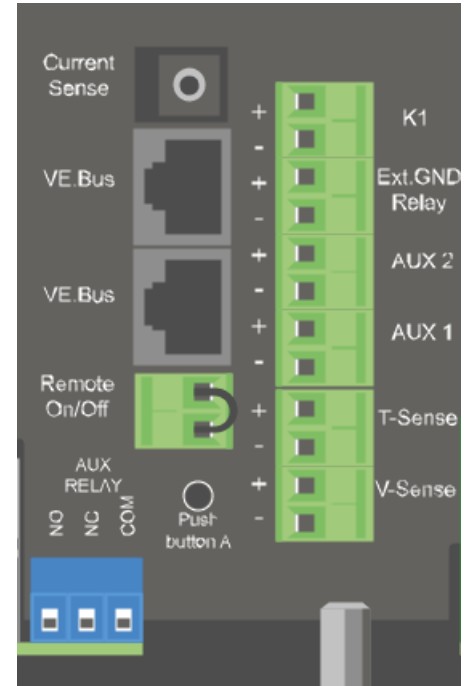 Current
Sense
VE.Bus
VE.Bus
Remote
On/Off
AUX
RELAY
NO
NC
COM
Push
button A
+
-
K1
+
-
Ext.GND
Relay
+
-
AUX 2
+
-
AUX 1
+
-
T-Sense
+
-
V-Sense